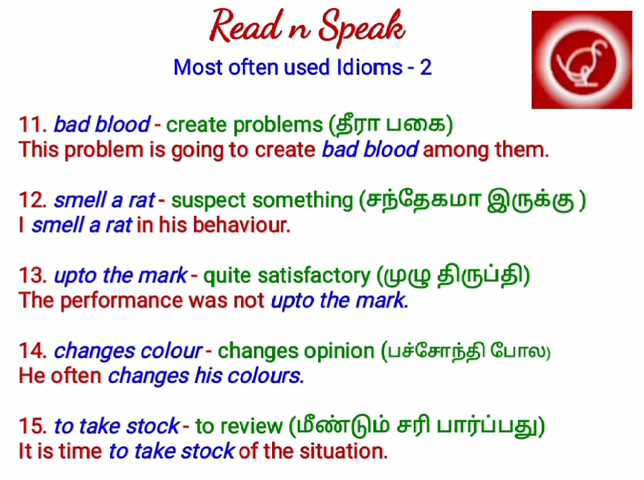 Read n Speak
Most often used Idioms - 2
11. bad blood - create problems (தீரா பகை)
This problem is going to create bad blood among them.
12. smell a rat - suspect something (சந்தேகமா இருக்கு )
I smell a rat in his behaviour.
13. upto the mark - quite satisfactory (முழு திருப்தி)
The performance was not upto the mark.
14. changes colour - changes opinion (பச்சோந்தி போல)
He often changes his colours.
15. to take stock - to review (மீண்டும் சரி பார்ப்பது)
It is time to take stock of the situation.